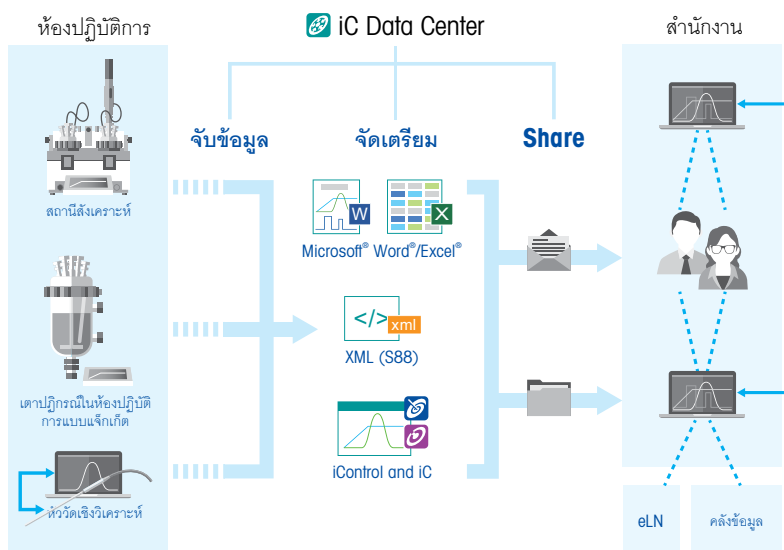 ห้องปฏิบัติการ
iC Data Center
สำนักงาน
จับข้อมูล
จัดเตรียม
Share
สถานีสังเคราะห์
W
X
Microsoft® Word®/Excel®
</>
xml
XML (S88)
เตาปฏิกรณ์ในห้องปฏิบัติ
การแบบแจ็กเก็ต
iControl and iC
หัววัดเชิงวิเคราะห์
eLN
คลังข้อมูล